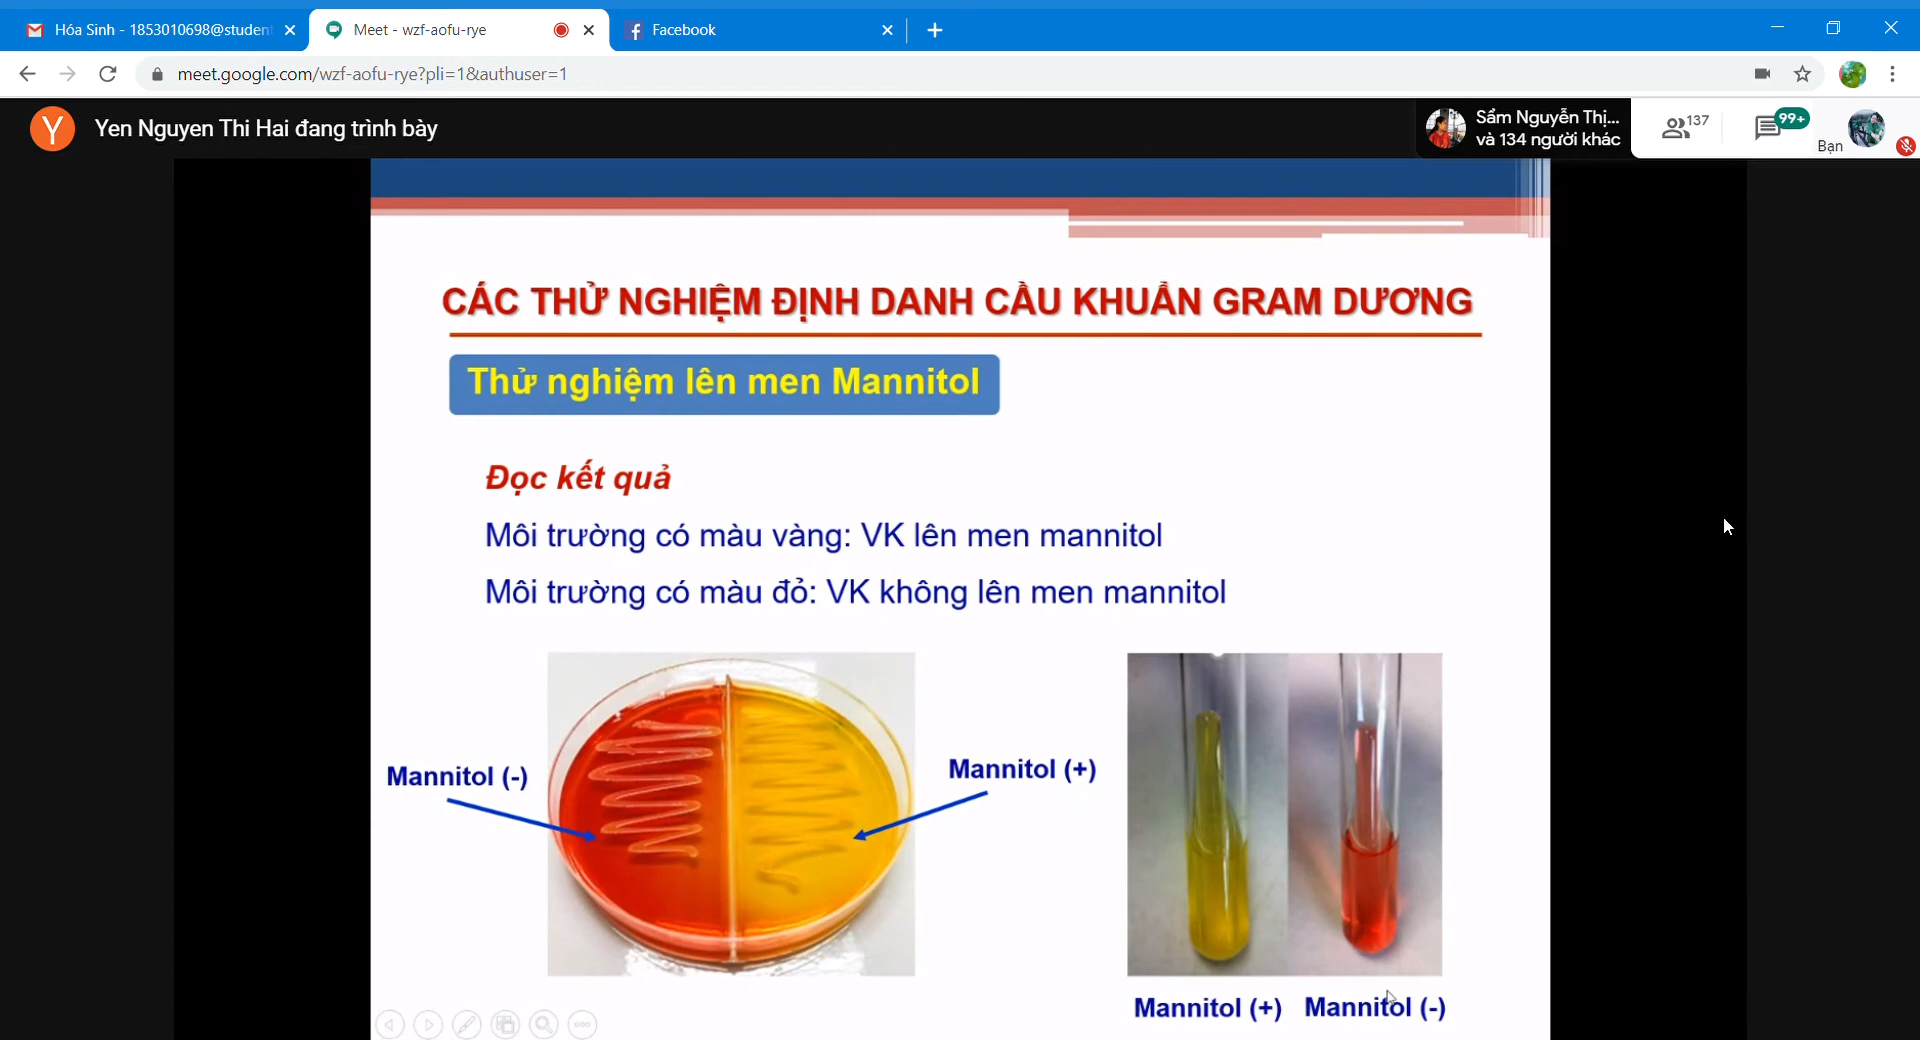 Hóa Sinh - 1853010698@student
Meet - wzf-aofu-rye
Facebook
meet.google.com/wzf-aofu-rye?pli=1&authuser=1
Y
Yen Nguyen Thi Hai đang trình bày
Sẩm Nguyễn Thị...
và 134 người khác
137
99+
Bạn
CÁC THỬ NGHIỆM ĐỊNH DANH CẦU KHUẨN GRAM DƯƠNG
Thử nghiệm lên men Mannitol
Đọc kết quả
Môi trường có màu vàng: VK lên men mannitol
Môi trường có màu đỏ: VK không lên men mannitol
Mannitol (-)
Mannitol (+)
Mannitol (+)
Mannitol (-)